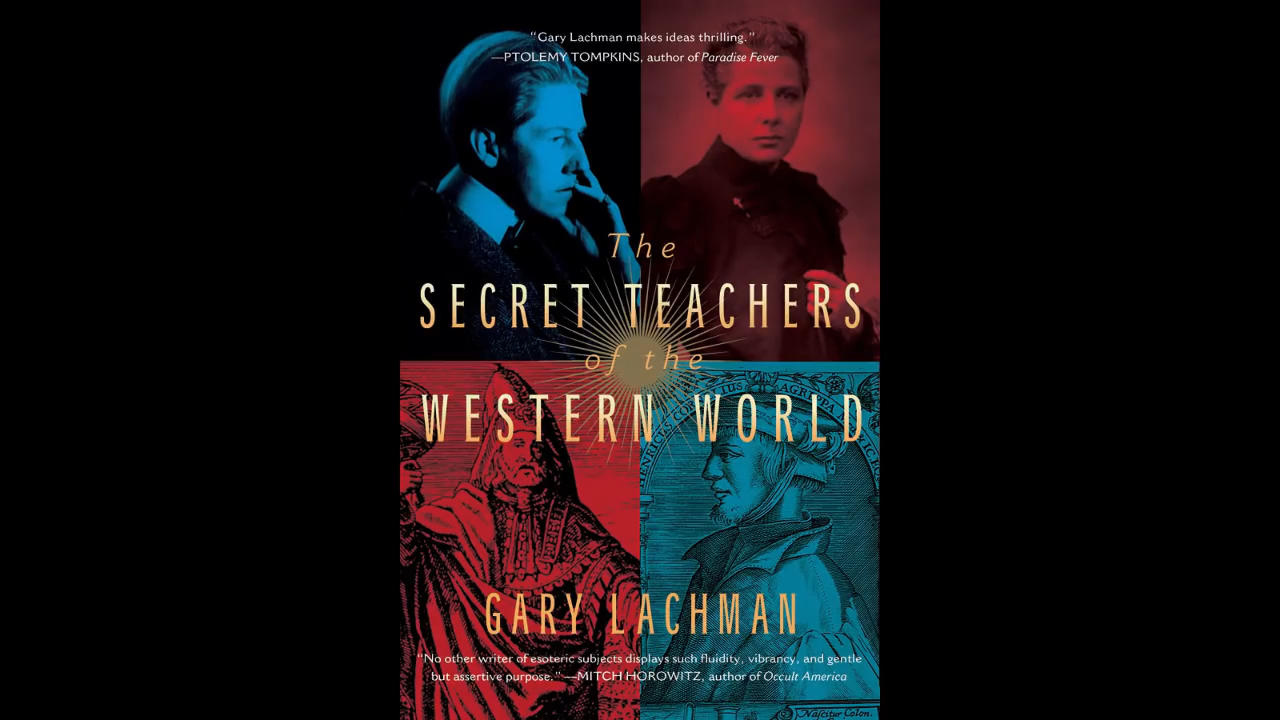 “Gary Lachman makes ideas thrilling.”
—PTOLEMY TOMPKINS, author of Paradise Fever
The
SECRET TEACHERS
of the
WESTERN WORLD
GARY LACHMAN
“No other writer of esoteric subjects displays such fluidity, vibrancy, and gentle
but assertive purpose.” —MITCH HOROWITZ, author of Occult America
Nascitur Colon.